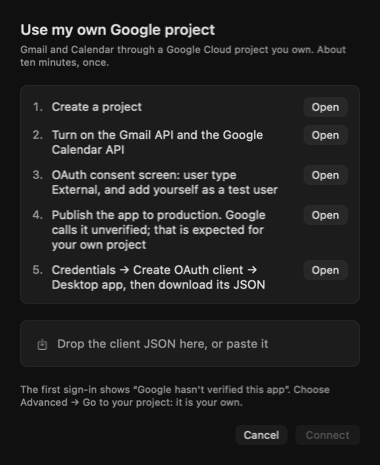 Use my own Google project
Gmail and Calendar through a Google Cloud project you own. About
ten minutes, once.
1. Create a project Open
2. Turn on the Gmail API and the Google Open
Calendar API
3. OAuth consent screen: user type Open
External, and add yourself as a test user
4. Publish the app to production. Google Open
calls it unverified; that is expected for
your own project
5. Credentials → Create OAuth client → Open
Desktop app, then download its JSON
Drop the client JSON here, or paste it
The first sign-in shows "Google hasn't verified this app". Choose
Advanced → Go to your project: it is your own.
Cancel Connect